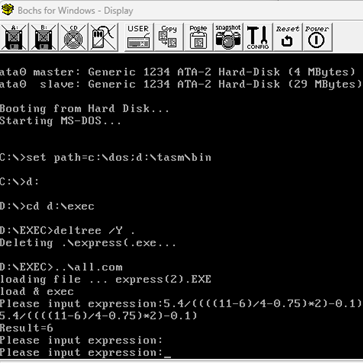 Bochs for Windows - Display
A: B: CD USER Copy Paste snapshot CONFIG Reset Power
ata0 master: Generic 1234 ATA-2 Hard-Disk (4 MBytes)
ata0  slave: Generic 1234 ATA-2 Hard-Disk (29 MBytes)
Booting from Hard Disk...
Starting MS-DOS...
C:\>set path=c:\dos;d:\tasm\bin
C:\>d:
D:\>cd d:\exec
D:\EXEC>deltree /Y .
Deleting .\express(.exe...
D:\EXEC>..\all.com
loading file ... express(2).EXE
load & exec
Please input expression:5.4/((((11-6)/4-0.75)*2)-0.1)
5.4/((((11-6)/4-0.75)*2)-0.1)
Result=6
Please input expression:
Please input expression:_